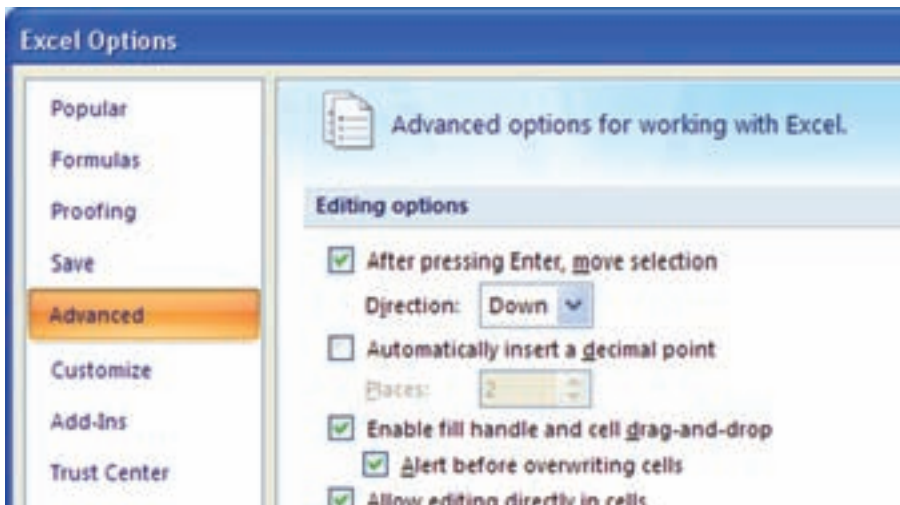 Excel Options
Popular
Formulas
Proofing
Save
Advanced
Customize
Add-Ins
Trust Center
Advanced options for working with Excel.
Editing options
After pressing Enter, move selection
Direction: Down
Automatically insert a decimal point
Places: 2
Enable fill handle and cell drag-and-drop
Alert before overwriting cells
Allow editing directly in cells